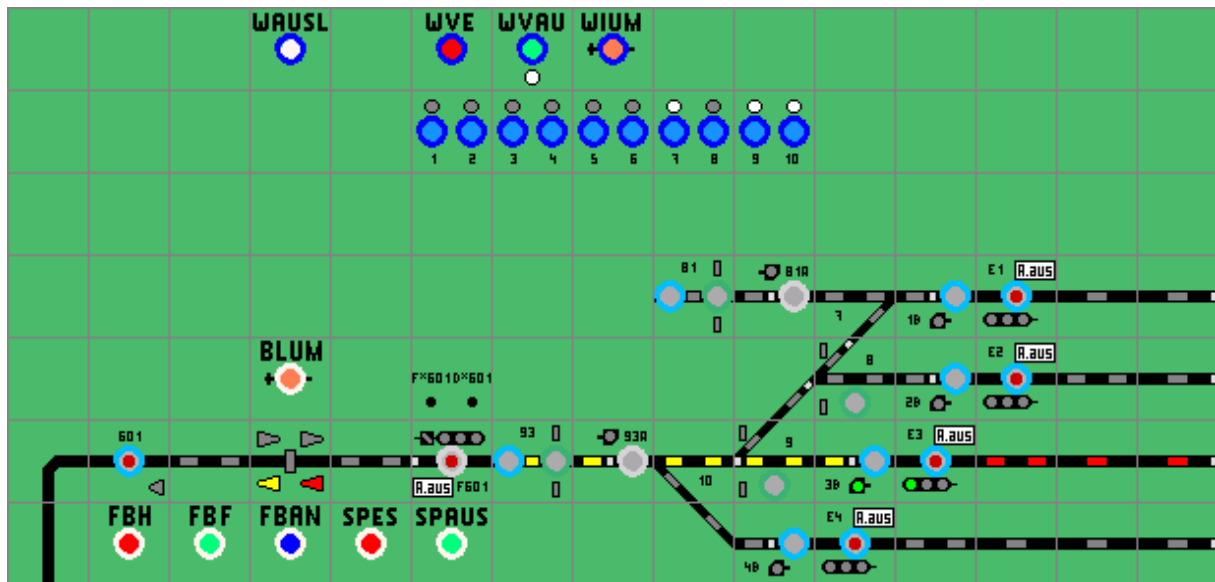 WAUSL WVE WVAU WIUM
1 2 3 4 5 6 7 8 9 10
81 81A E1 A.aus
7 1B
BLUM 8 E2 A.aus
F*601 D*601 2B
601 93 93A 9 E3 A.aus
A.aus F601 10 3B
FBH FBF FBAN SPES SPAUS E4 A.aus
4B